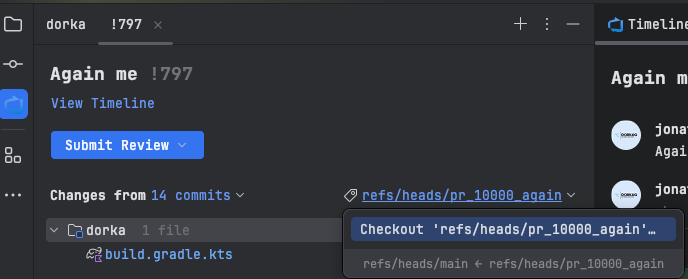 dorka !797
Again me !797
View Timeline
Submit Review
Changes from 14 commits
refs/heads/pr_10000_again
dorka 1 file
build.gradle.kts
Checkout 'refs/heads/pr_10000_again'…
refs/heads/main ← refs/heads/pr_10000_again
Timeline
Again m
jona
Agai
jona